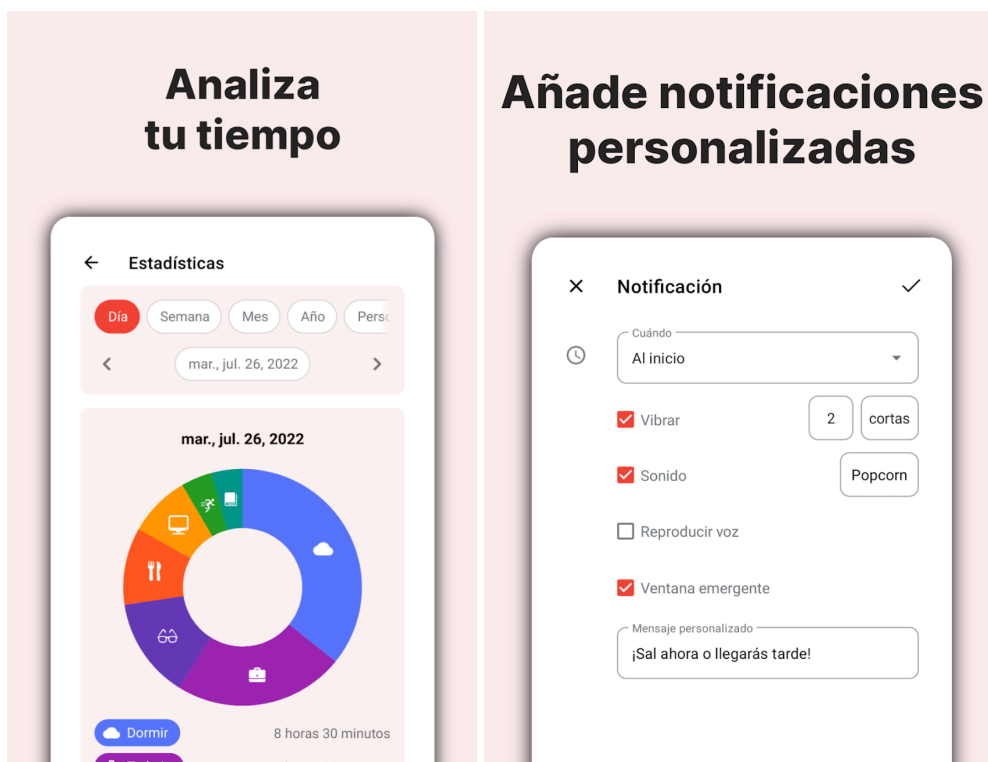 Analiza
tu tiempo
Estadísticas
Día
Semana
Mes
Año
mar., jul. 26, 2022
mar., jul. 26, 2022
Dormir
8 horas 30 minutos
Añade notificaciones
personalizadas
Notificación
Cuándo
Al inicio
Vibrar
2
cortas
Sonido
Popcorn
Reproducir voz
Ventana emergente
Mensaje personalizado
¡Sal ahora o llegarás tarde!